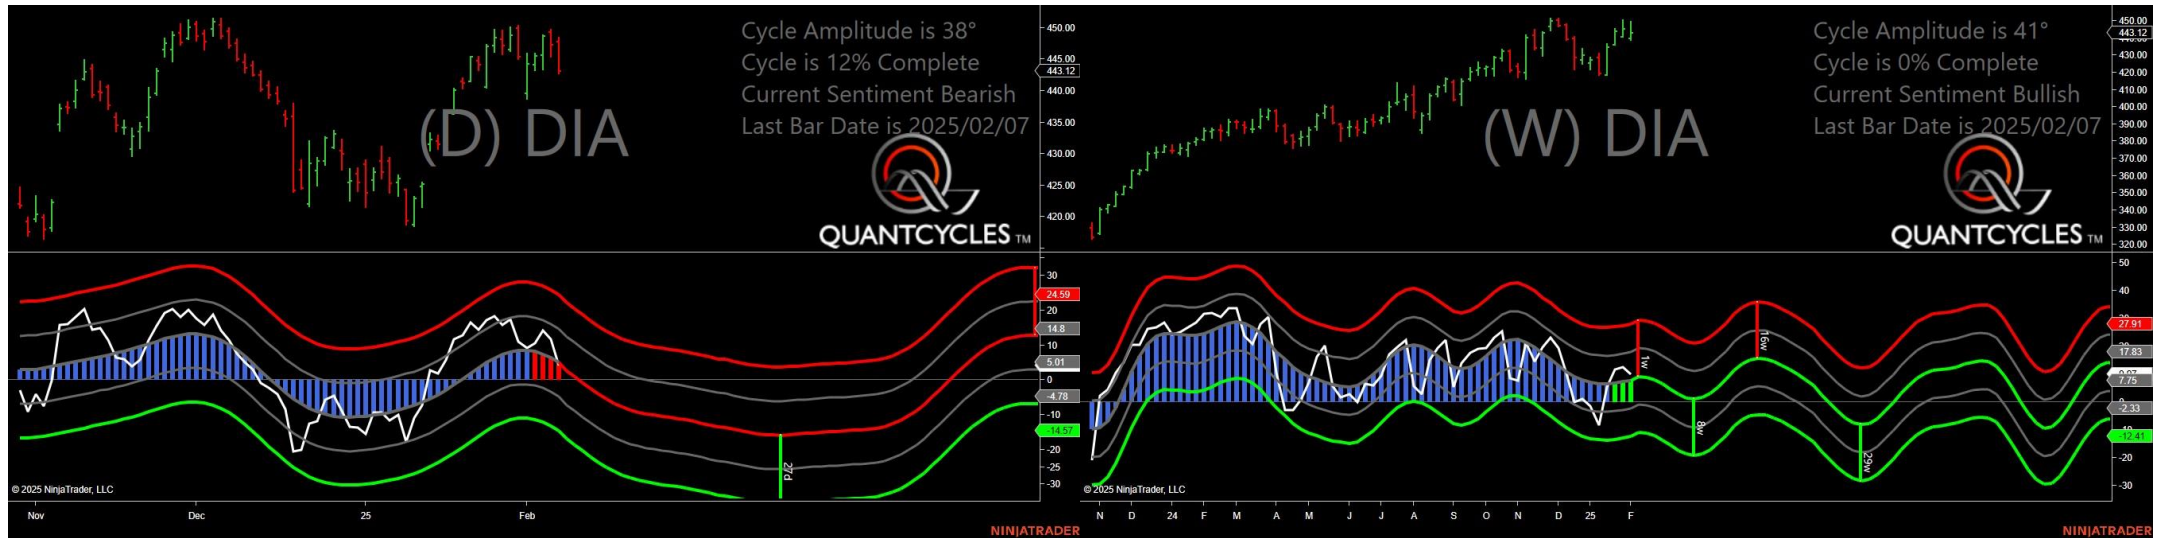 Cycle Amplitude is 38°
Cycle is 12% Complete
Current Sentiment Bearish
Last Bar Date is 2025/02/07
(D) DIA
QUANTCYCLES TM
450.00
445.00
443.12
440.00
435.00
430.00
425.00
420.00
30
24.59
20
14.8
10
5.01
0
-4.78
-10
-14.57
-20
-25
-30
27d
© 2025 NinjaTrader, LLC
Nov
Dec
25
Feb
NINJATRADER
Cycle Amplitude is 41°
Cycle is 0% Complete
Current Sentiment Bullish
Last Bar Date is 2025/02/07
(W) DIA
QUANTCYCLES TM
450.00
443.12
430.00
420.00
410.00
400.00
390.00
380.00
370.00
360.00
350.00
340.00
330.00
320.00
50
40
27.91
17.83
7.75
-2.33
-12.41
-20
-30
1w
8w
16w
29w
© 2025 NinjaTrader, LLC
N D 24 F M A M J J A S O N D 25 F
NINJATRADER